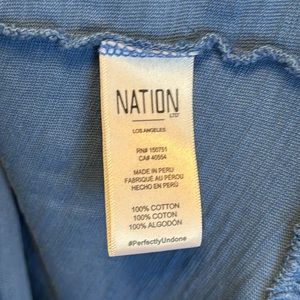 NATION
LTD
LOS ANGELES
RN# 150751
CA# 40554
MADE IN PERU
FABRIQUÉ AU PÉROU
HECHO EN PERÚ
100% COTTON
100% COTON
100% ALGODÓN
#PerfectlyUndone